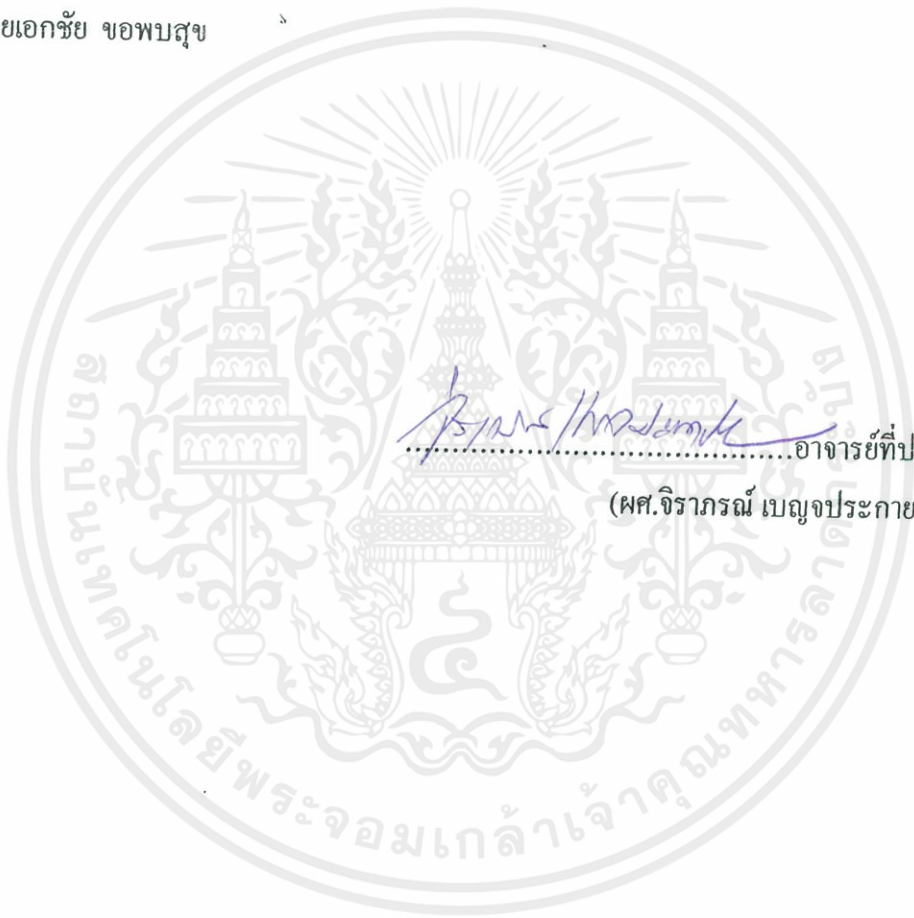 ยเอกชัย ขอพบสุข
อาจารย์ที่ป
(ผศ.จิราภรณ์ เบญจประกาย
สถาบันเทคโนโลยีพระจอมเกล้าเจ้าคุณทหารลาดกระบัง